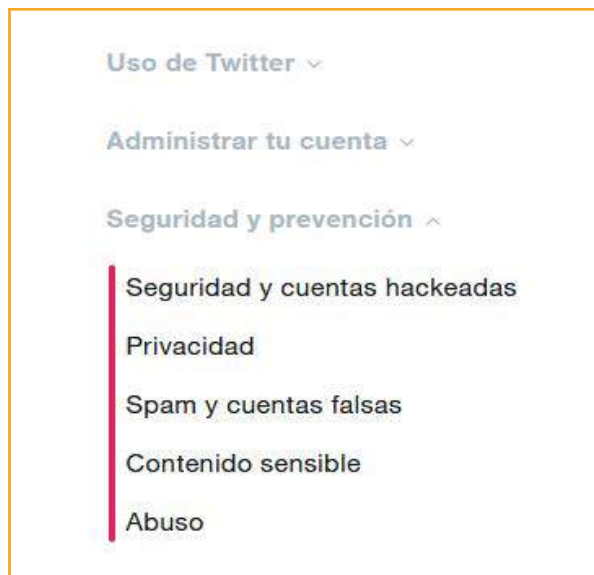 Uso de Twitter
Administrar tu cuenta
Seguridad y prevención
Seguridad y cuentas hackeadas
Privacidad
Spam y cuentas falsas
Contenido sensible
Abuso